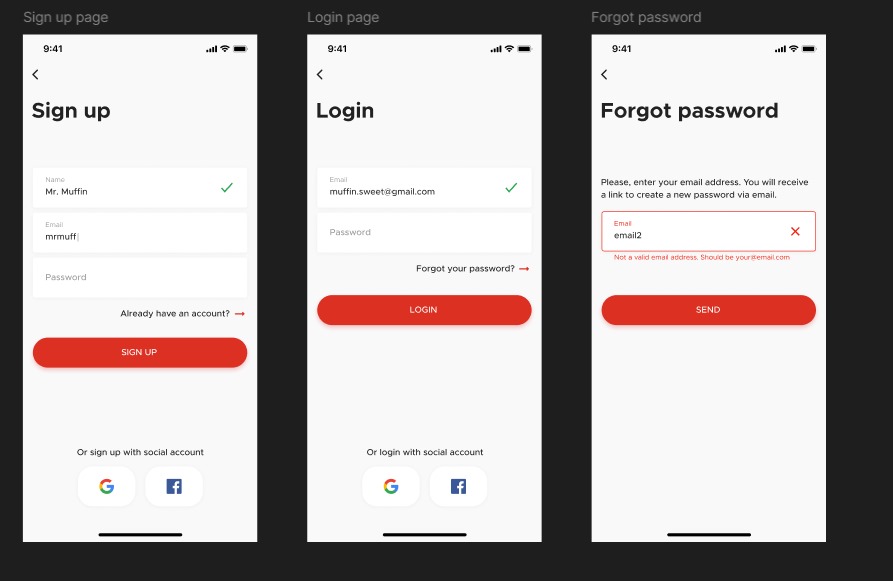 Sign up page
9:41
Sign up
Name
Mr. Muffin
Email
mrmuff
Password
Already have an account?
SIGN UP
Or sign up with social account
Login page
9:41
Login
Email
muffin.sweet@gmail.com
Password
Forgot your password?
LOGIN
Or login with social account
Forgot password
9:41
Forgot password
Please, enter your email address. You will receive
a link to create a new password via email.
Email
email2
Not a valid email address. Should be your@email.com
SEND